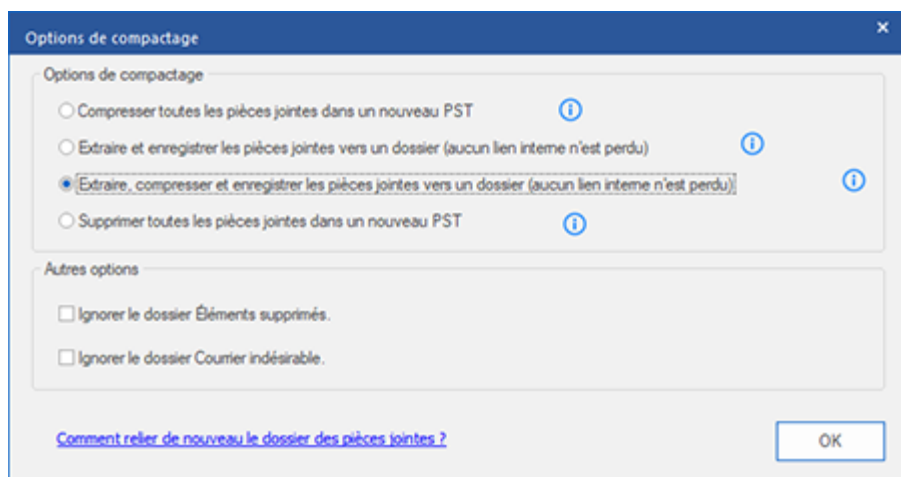 Options de compactage
Options de compactage
Compresser toutes les pièces jointes dans un nouveau PST
Extraire et enregistrer les pièces jointes vers un dossier (aucun lien interne n'est perdu)
Extraire, compresser et enregistrer les pièces jointes vers un dossier (aucun lien interne n'est perdu)
Supprimer toutes les pièces jointes dans un nouveau PST
Autres options
Ignorer le dossier Éléments supprimés.
Ignorer le dossier Courrier indésirable.
Comment relier de nouveau le dossier des pièces jointes ?
OK